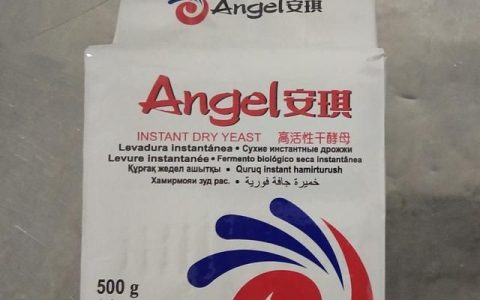 Angel安琪
Angel安琪
INSTANT DRY YEAST 高活性干酵母
Levadura instantánea • Сухие инстантные дрожжи
Levure instantanée • Fermento biológico seca instantânea
Құрғақ жедел ашытқы • Quruq instant hamirturush
Хамирмояи зуд рас. • خميرة جافة فورية
500 g